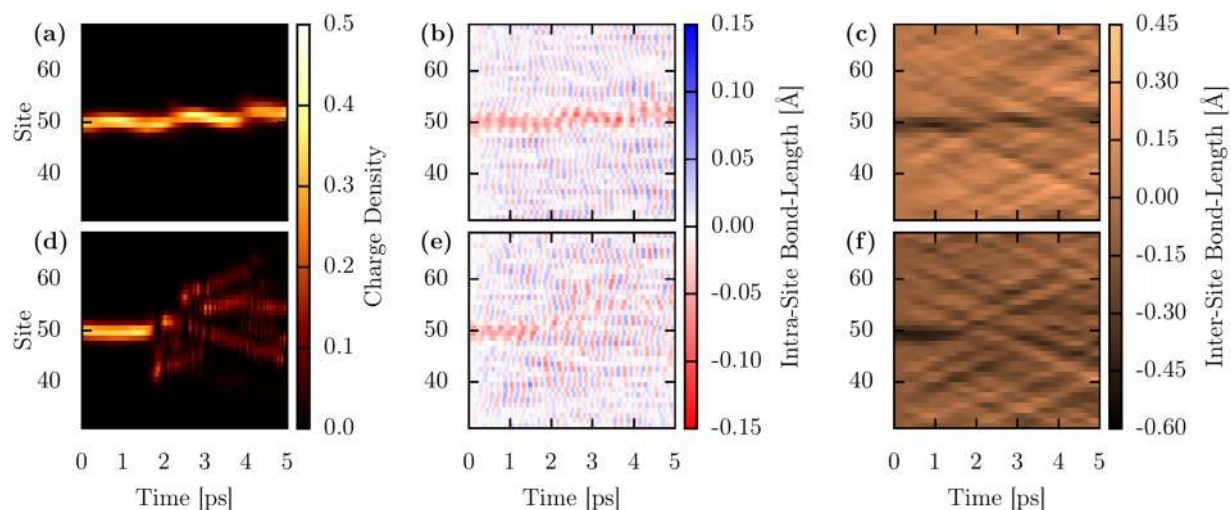 (a)
60
50
40
Site
0.5
0.4
0.3
0.2
0.1
0.0
Charge Density
(b)
60
50
40
0 1 2 3 4 5
0.15
0.10
0.05
0.00
-0.05
-0.10
-0.15
Intra-Site Bond-Length [Å]
(c)
60
50
40
0 1 2 3 4 5
0.45
0.30
0.15
0.00
-0.15
-0.30
-0.45
-0.60
Inter-Site Bond-Length [Å]
(d)
60
50
40
Site
0 1 2 3 4 5
Time [ps]
(e)
60
50
40
Time [ps]
(f)
60
50
40
Time [ps]